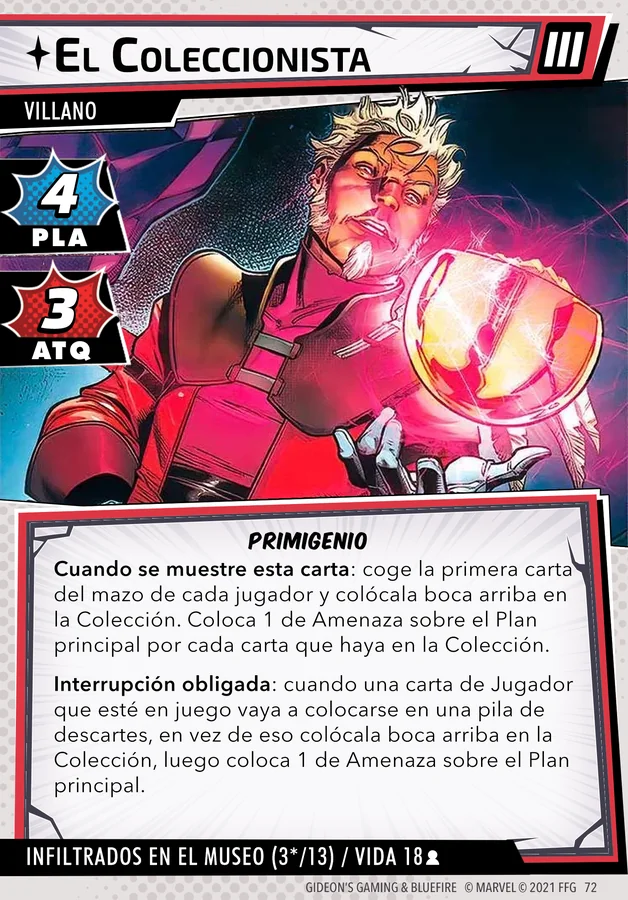 El Coleccionista
III
VILLANO
4
PLA
3
ATQ
PRIMIGENIO
Cuando se muestre esta carta: coge la primera carta
del mazo de cada jugador y colócala boca arriba en
la Colección. Coloca 1 de Amenaza sobre el Plan
principal por cada carta que haya en la Colección.
Interrupción obligada: cuando una carta de Jugador
que esté en juego vaya a colocarse en una pila de
descartes, en vez de eso colócala boca arriba en la
Colección, luego coloca 1 de Amenaza sobre el Plan
principal.
INFILTRADOS EN EL MUSEO (3*/13) / VIDA 18
GIDEON'S GAMING & BLUEFIRE © MARVEL © 2021 FFG 72